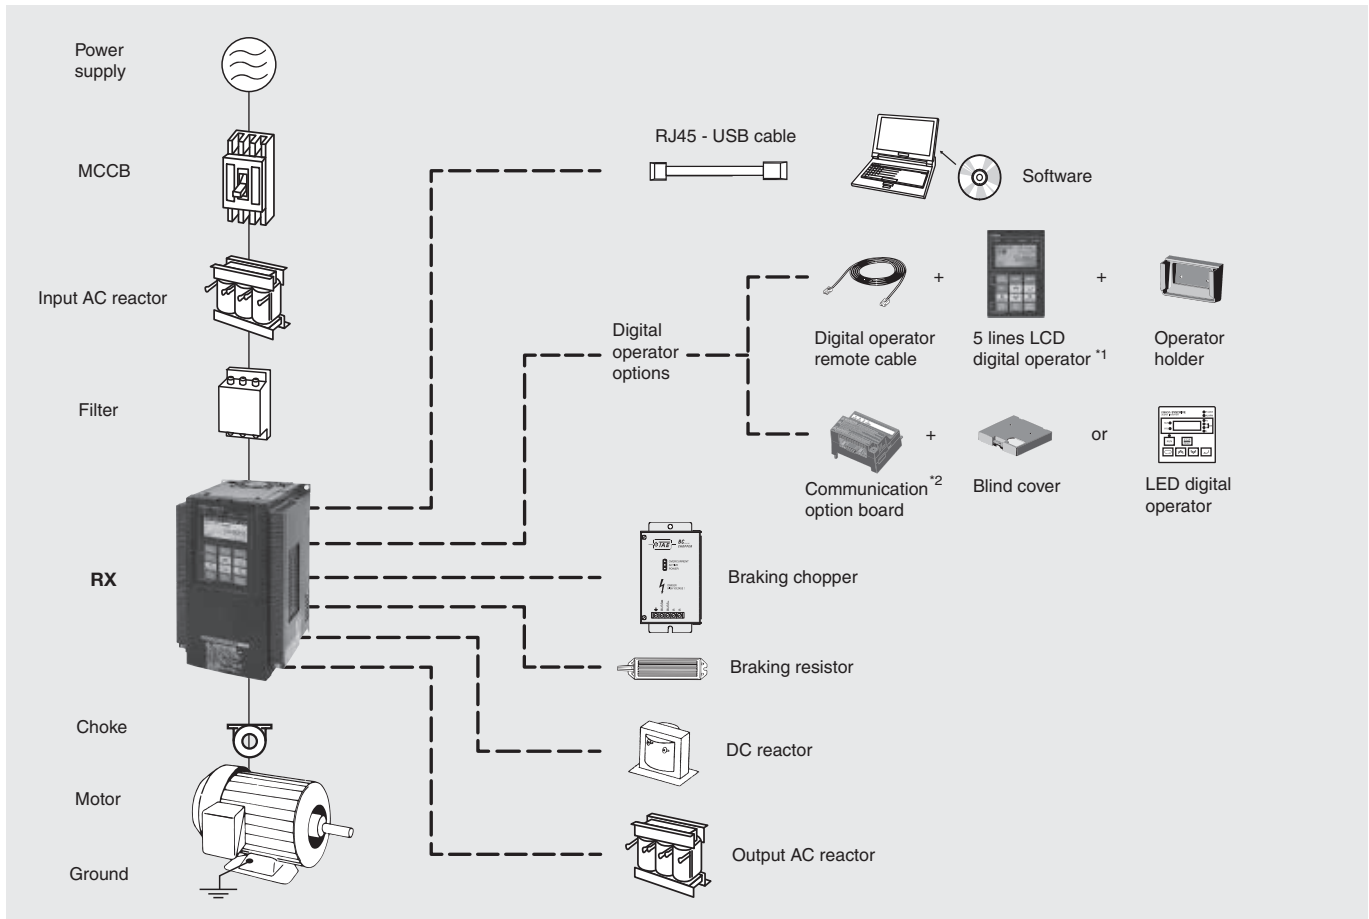 Power
supply
MCCB
Input AC reactor
Filter
RX
Choke
Motor
Ground
RJ45 - USB cable
Software
Digital
operator
options
Digital operator
remote cable
+
5 lines LCD
digital operator *1
+
Operator
holder
Communication *2
option board
+
Blind cover
or
LED digital
operator
Braking chopper
Braking resistor
DC reactor
Output AC reactor